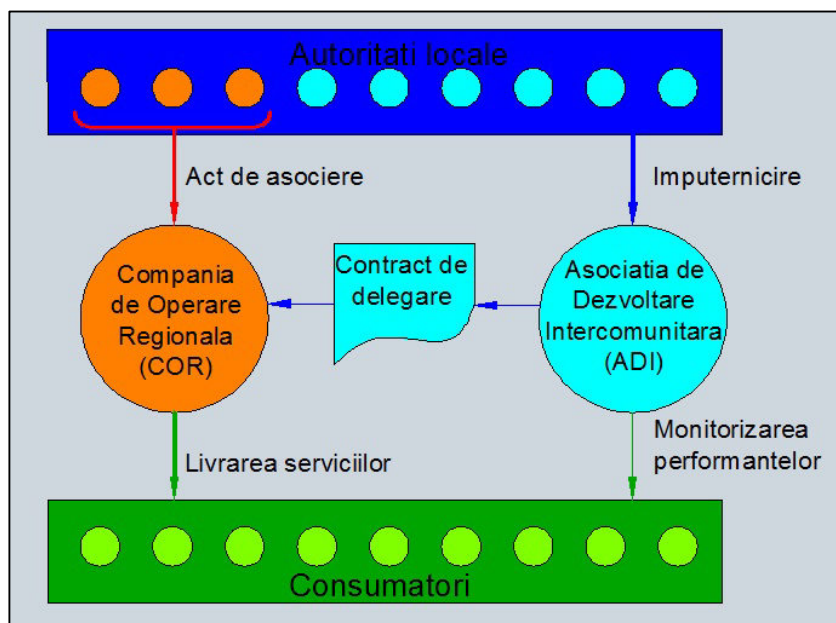 Autoritati locale
Act de asociere
Imputernicire
Compania
de Operare
Regionala
(COR)
Contract de
delegare
Asociatia de
Dezvoltare
Intercomunitara
(ADI)
Livrarea serviciilor
Monitorizarea
performantelor
Consumatori